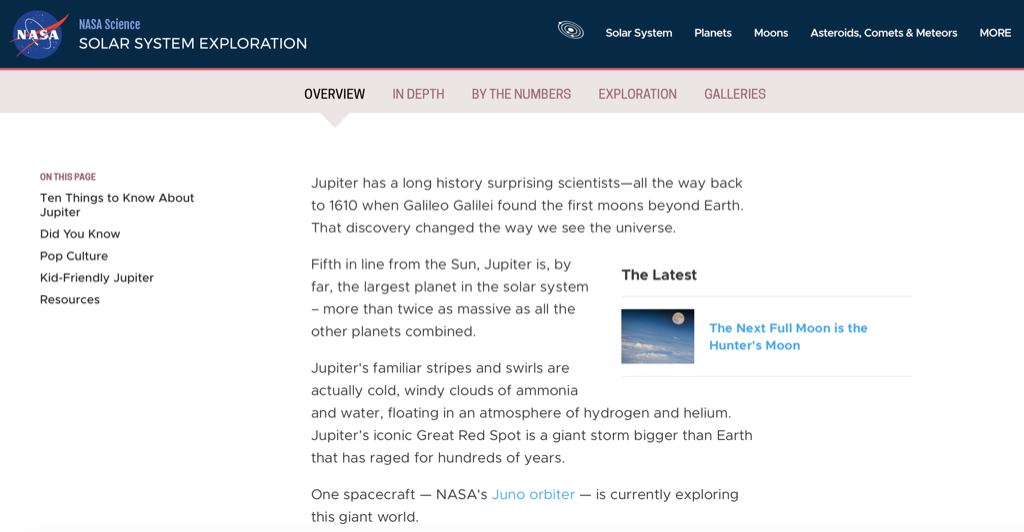 NASA
NASA Science
SOLAR SYSTEM EXPLORATION
Solar System
Planets
Moons
Asteroids, Comets & Meteors
MORE
OVERVIEW
IN DEPTH
BY THE NUMBERS
EXPLORATION
GALLERIES
ON THIS PAGE
Ten Things to Know About
Jupiter
Did You Know
Pop Culture
Kid-Friendly Jupiter
Resources
Jupiter has a long history surprising scientists—all the way back
to 1610 when Galileo Galilei found the first moons beyond Earth.
That discovery changed the way we see the universe.
Fifth in line from the Sun, Jupiter is, by
far, the largest planet in the solar system
– more than twice as massive as all the
other planets combined.
The Latest
The Next Full Moon is the
Hunter's Moon
Jupiter's familiar stripes and swirls are
actually cold, windy clouds of ammonia
and water, floating in an atmosphere of hydrogen and helium.
Jupiter's iconic Great Red Spot is a giant storm bigger than Earth
that has raged for hundreds of years.
One spacecraft — NASA's Juno orbiter — is currently exploring
this giant world.